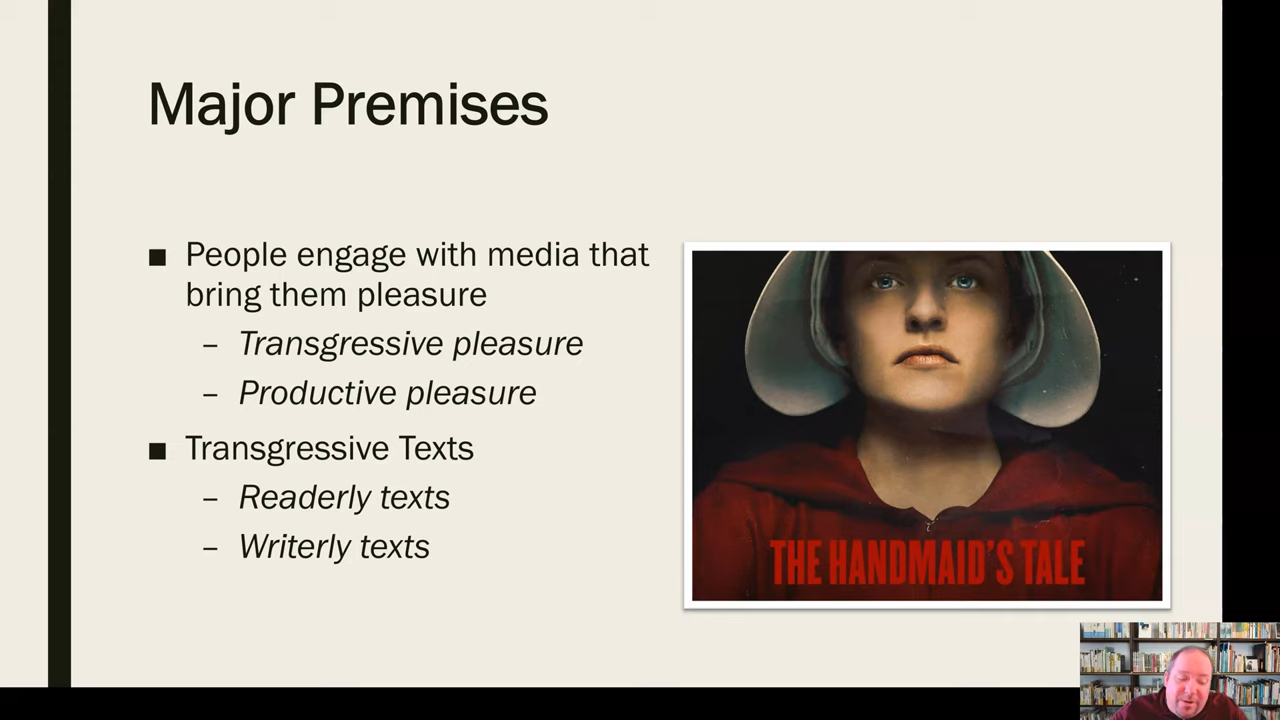 Major Premises
■ People engage with media that
bring them pleasure
– Transgressive pleasure
– Productive pleasure
■ Transgressive Texts
– Readerly texts
– Writerly texts
THE HANDMAID'S TALE